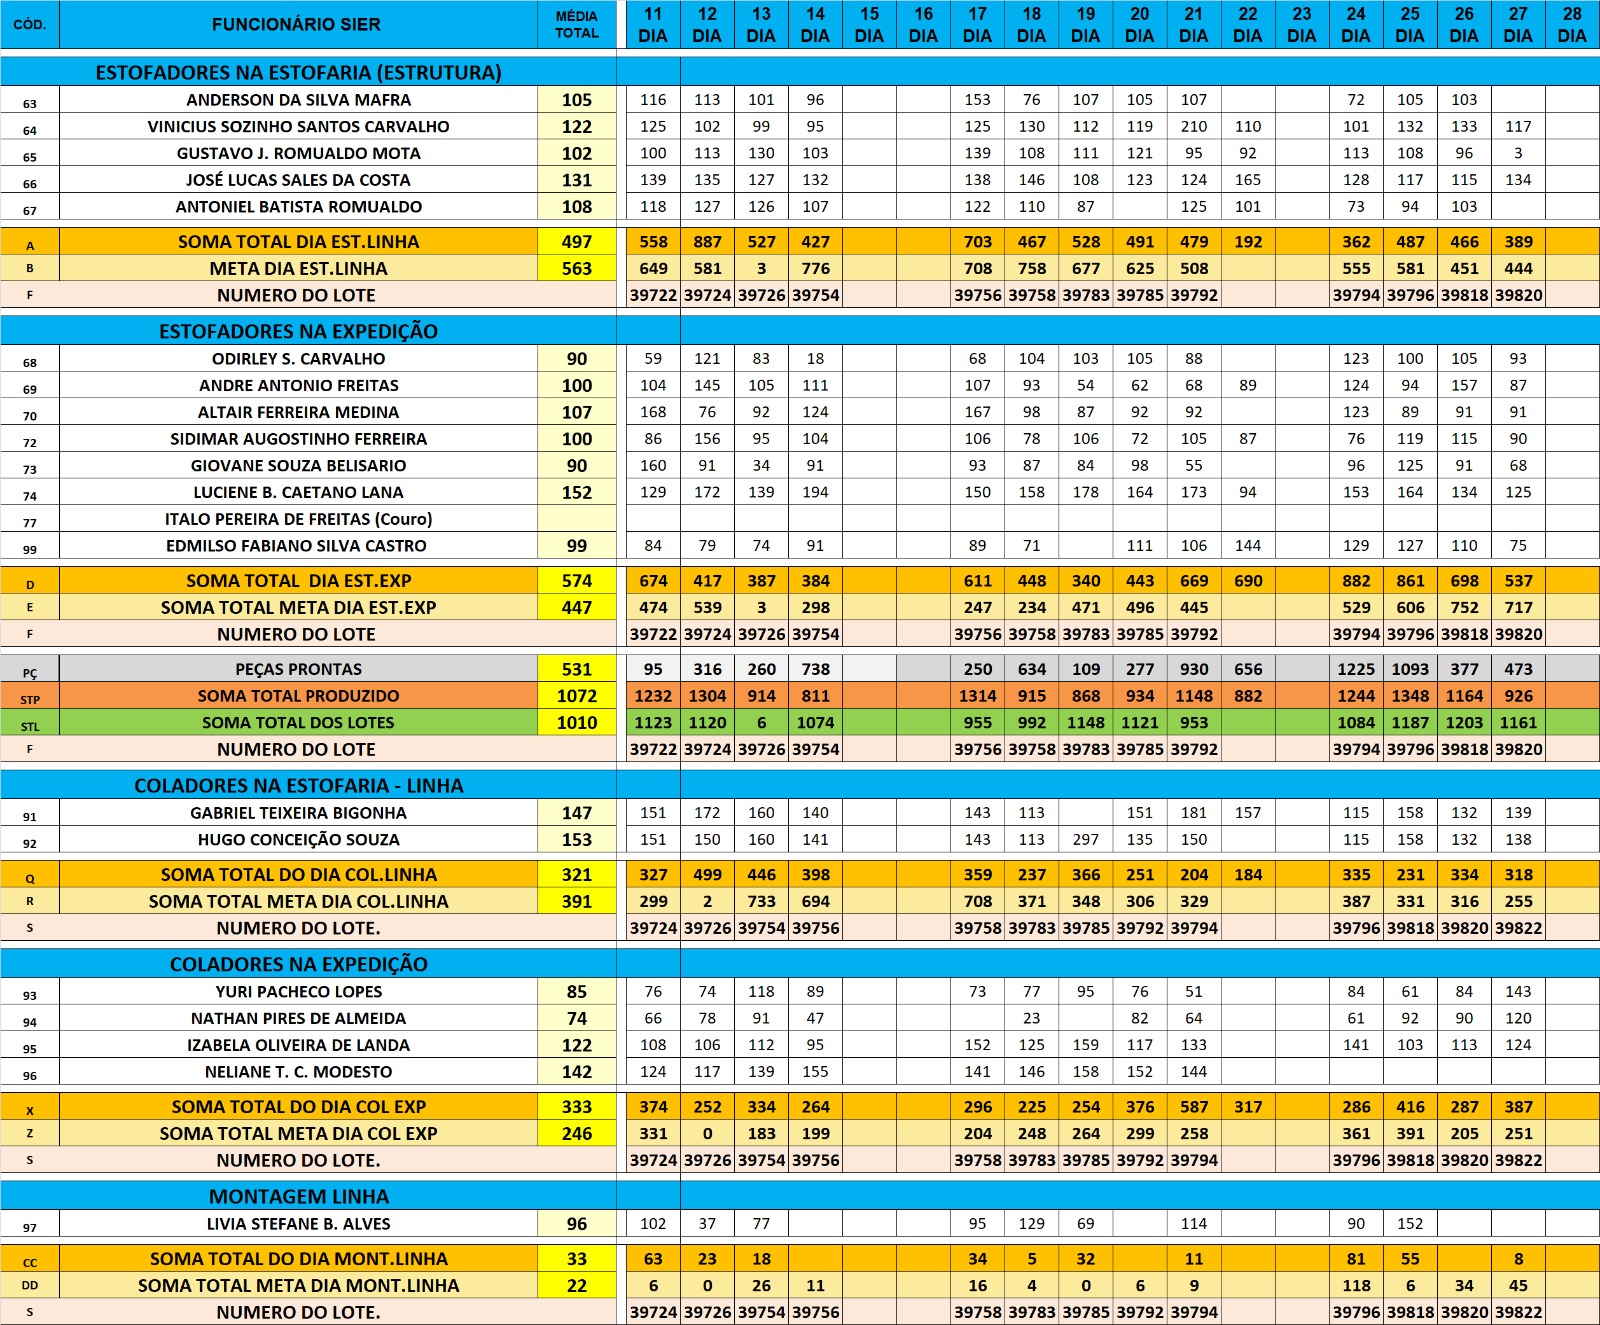 CÓD. FUNCIONÁRIO SIER MÉDIA TOTAL 11 DIA 12 DIA 13 DIA 14 DIA 15 DIA 16 DIA 17 DIA 18 DIA 19 DIA 20 DIA 21 DIA 22 DIA 23 DIA 24 DIA 25 DIA 26 DIA 27 DIA 28 DIA
ESTOFADORES NA ESTOFARIA (ESTRUTURA)
63 ANDERSON DA SILVA MAFRA 105 116 113 101 96 153 76 107 105 107 72 105 103
64 VINICIUS SOZINHO SANTOS CARVALHO 122 125 102 99 95 125 130 112 119 210 110 101 132 133 117
65 GUSTAVO J. ROMUALDO MOTA 102 100 113 130 103 139 108 111 121 95 92 113 108 96 3
66 JOSÉ LUCAS SALES DA COSTA 131 139 135 127 132 138 146 108 123 124 165 128 117 115 134
67 ANTONIEL BATISTA ROMUALDO 108 118 127 126 107 122 110 87 125 101 73 94 103
A SOMA TOTAL DIA EST.LINHA 497 558 887 527 427 703 467 528 491 479 192 362 487 466 389
B META DIA EST.LINHA 563 649 581 3 776 708 758 677 625 508 555 581 451 444
F NUMERO DO LOTE 39722 39724 39726 39754 39756 39758 39783 39785 39792 39794 39796 39818 39820
ESTOFADORES NA EXPEDIÇÃO
68 ODIRLEY S. CARVALHO 90 59 121 83 18 68 104 103 105 88 123 100 105 93
69 ANDRE ANTONIO FREITAS 100 104 145 105 111 107 93 54 62 68 89 124 94 157 87
70 ALTAIR FERREIRA MEDINA 107 168 76 92 124 167 98 87 92 92 123 89 91 91
72 SIDIMAR AUGOSTINHO FERREIRA 100 86 156 95 104 106 78 106 72 105 87 76 119 115 90
73 GIOVANE SOUZA BELISARIO 90 160 91 34 91 93 87 84 98 55 96 125 91 68
74 LUCIENE B. CAETANO LANA 152 129 172 139 194 150 158 178 164 173 94 153 164 134 125
77 ITALO PEREIRA DE FREITAS (Couro)
99 EDMILSO FABIANO SILVA CASTRO 99 84 79 74 91 89 71 111 106 144 129 127 110 75
D SOMA TOTAL DIA EST.EXP 574 674 417 387 384 611 448 340 443 669 690 882 861 698 537
E SOMA TOTAL META DIA EST.EXP 447 474 539 3 298 247 234 471 496 445 529 606 752 717
F NUMERO DO LOTE 39722 39724 39726 39754 39756 39758 39783 39785 39792 39794 39796 39818 39820
PÇ PEÇAS PRONTAS 531 95 316 260 738 250 634 109 277 930 656 1225 1093 377 473
STP SOMA TOTAL PRODUZIDO 1072 1232 1304 914 811 1314 915 868 934 1148 882 1244 1348 1164 926
STL SOMA TOTAL DOS LOTES 1010 1123 1120 6 1074 955 992 1148 1121 953 1084 1187 1203 1161
F NUMERO DO LOTE 39722 39724 39726 39754 39756 39758 39783 39785 39792 39794 39796 39818 39820
COLADORES NA ESTOFARIA - LINHA
91 GABRIEL TEIXEIRA BIGONHA 147 151 172 160 140 143 113 151 181 157 115 158 132 139
92 HUGO CONCEIÇÃO SOUZA 153 151 150 160 141 143 113 297 135 150 115 158 132 138
Q SOMA TOTAL DO DIA COL.LINHA 321 327 499 446 398 359 237 366 251 204 184 335 231 334 318
R SOMA TOTAL META DIA COL.LINHA 391 299 2 733 694 708 371 348 306 329 387 331 316 255
S NUMERO DO LOTE. 39724 39726 39754 39756 39758 39783 39785 39792 39794 39796 39818 39820 39822
COLADORES NA EXPEDIÇÃO
93 YURI PACHECO LOPES 85 76 74 118 89 73 77 95 76 51 84 61 84 143
94 NATHAN PIRES DE ALMEIDA 74 66 78 91 47 23 82 64 61 92 90 120
95 IZABELA OLIVEIRA DE LANDA 122 108 106 112 95 152 125 159 117 133 141 103 113 124
96 NELIANE T. C. MODESTO 142 124 117 139 155 141 146 158 152 144
X SOMA TOTAL DO DIA COL EXP 333 374 252 334 264 296 225 254 376 587 317 286 416 287 387
Z SOMA TOTAL META DIA COL EXP 246 331 0 183 199 204 248 264 299 258 361 391 205 251
S NUMERO DO LOTE. 39724 39726 39754 39756 39758 39783 39785 39792 39794 39796 39818 39820 39822
MONTAGEM LINHA
97 LIVIA STEFANE B. ALVES 96 102 37 77 95 129 69 114 90 152
CC SOMA TOTAL DO DIA MONT.LINHA 33 63 23 18 34 5 32 11 81 55 8
DD SOMA TOTAL META DIA MONT.LINHA 22 6 0 26 11 16 4 0 6 9 118 6 34 45
S NUMERO DO LOTE. 39724 39726 39754 39756 39758 39783 39785 39792 39794 39796 39818 39820 39822